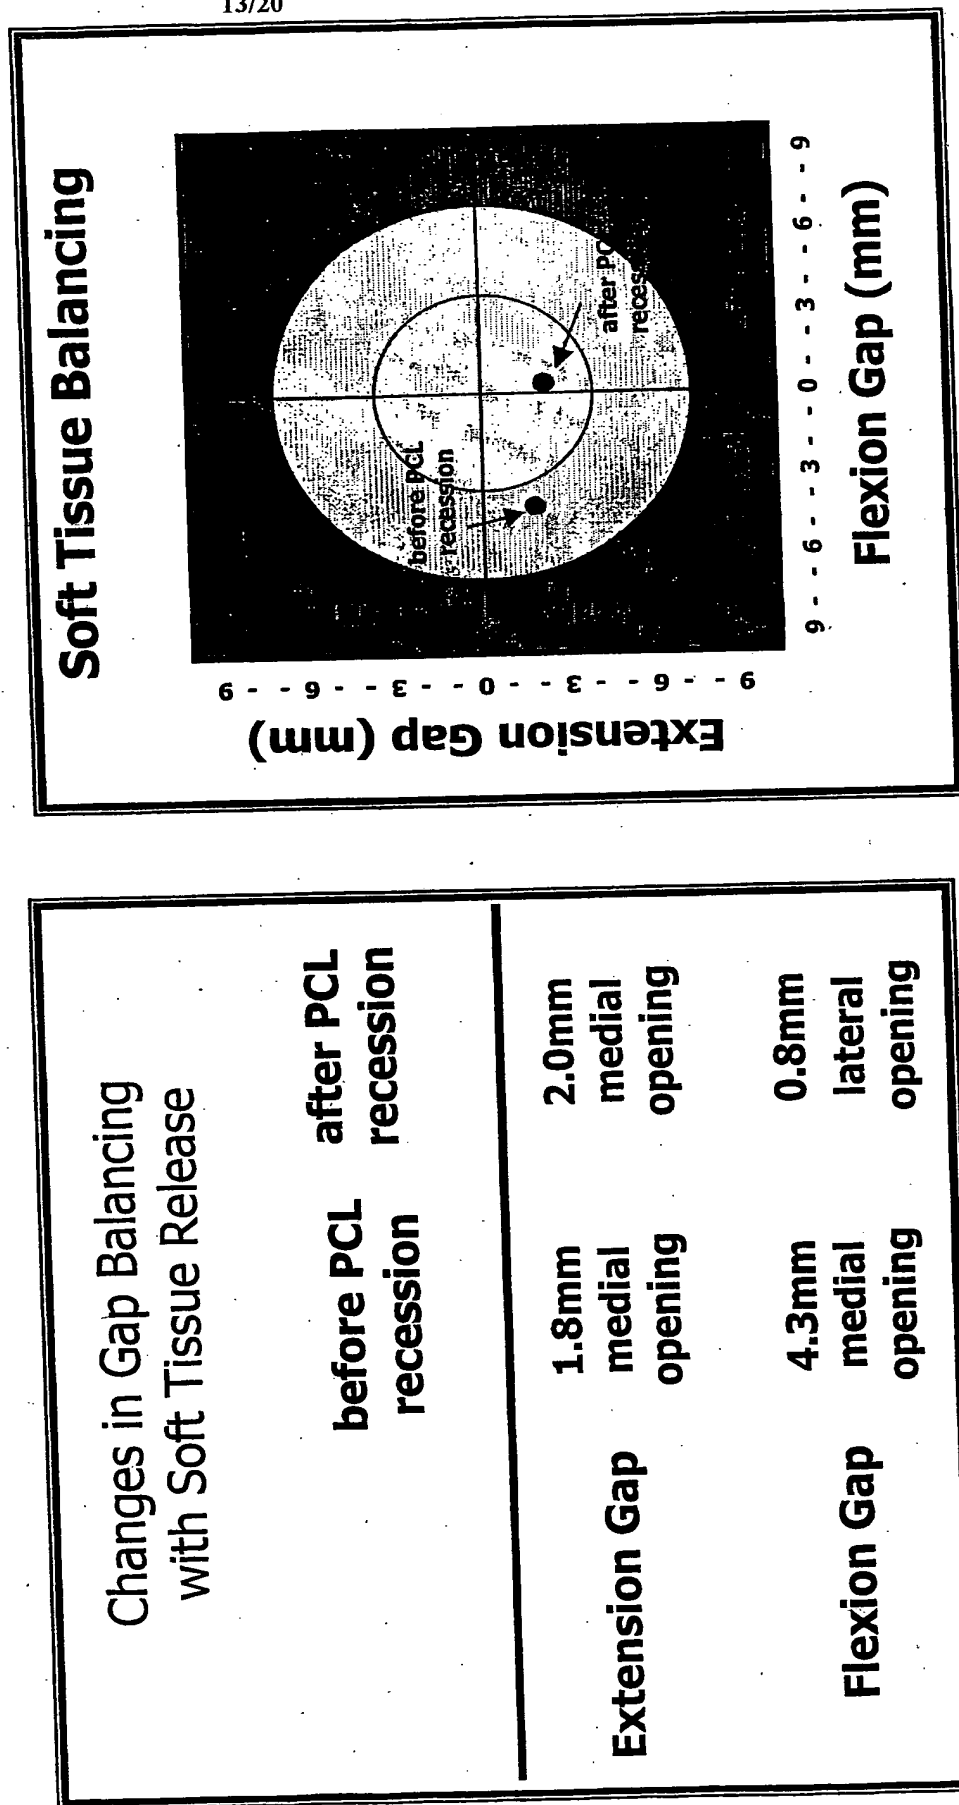 13/20
Changes in Gap Balancing
with Soft Tissue Release
before PCL
recession
after PCL
recession
Extension Gap
1.8mm
medial
opening
2.0mm
medial
opening
Flexion Gap
4.3mm
medial
opening
0.8mm
lateral
opening
Soft Tissue Balancing
Extension Gap (mm)
9 - - 6 - - 3 - - 0 - - 3 - - 6 - - 9
before PCL
recession
after PC
reces
9 - - 6 - - 3 - - 0 - - 3 - - 6 - - 9
Flexion Gap (mm)